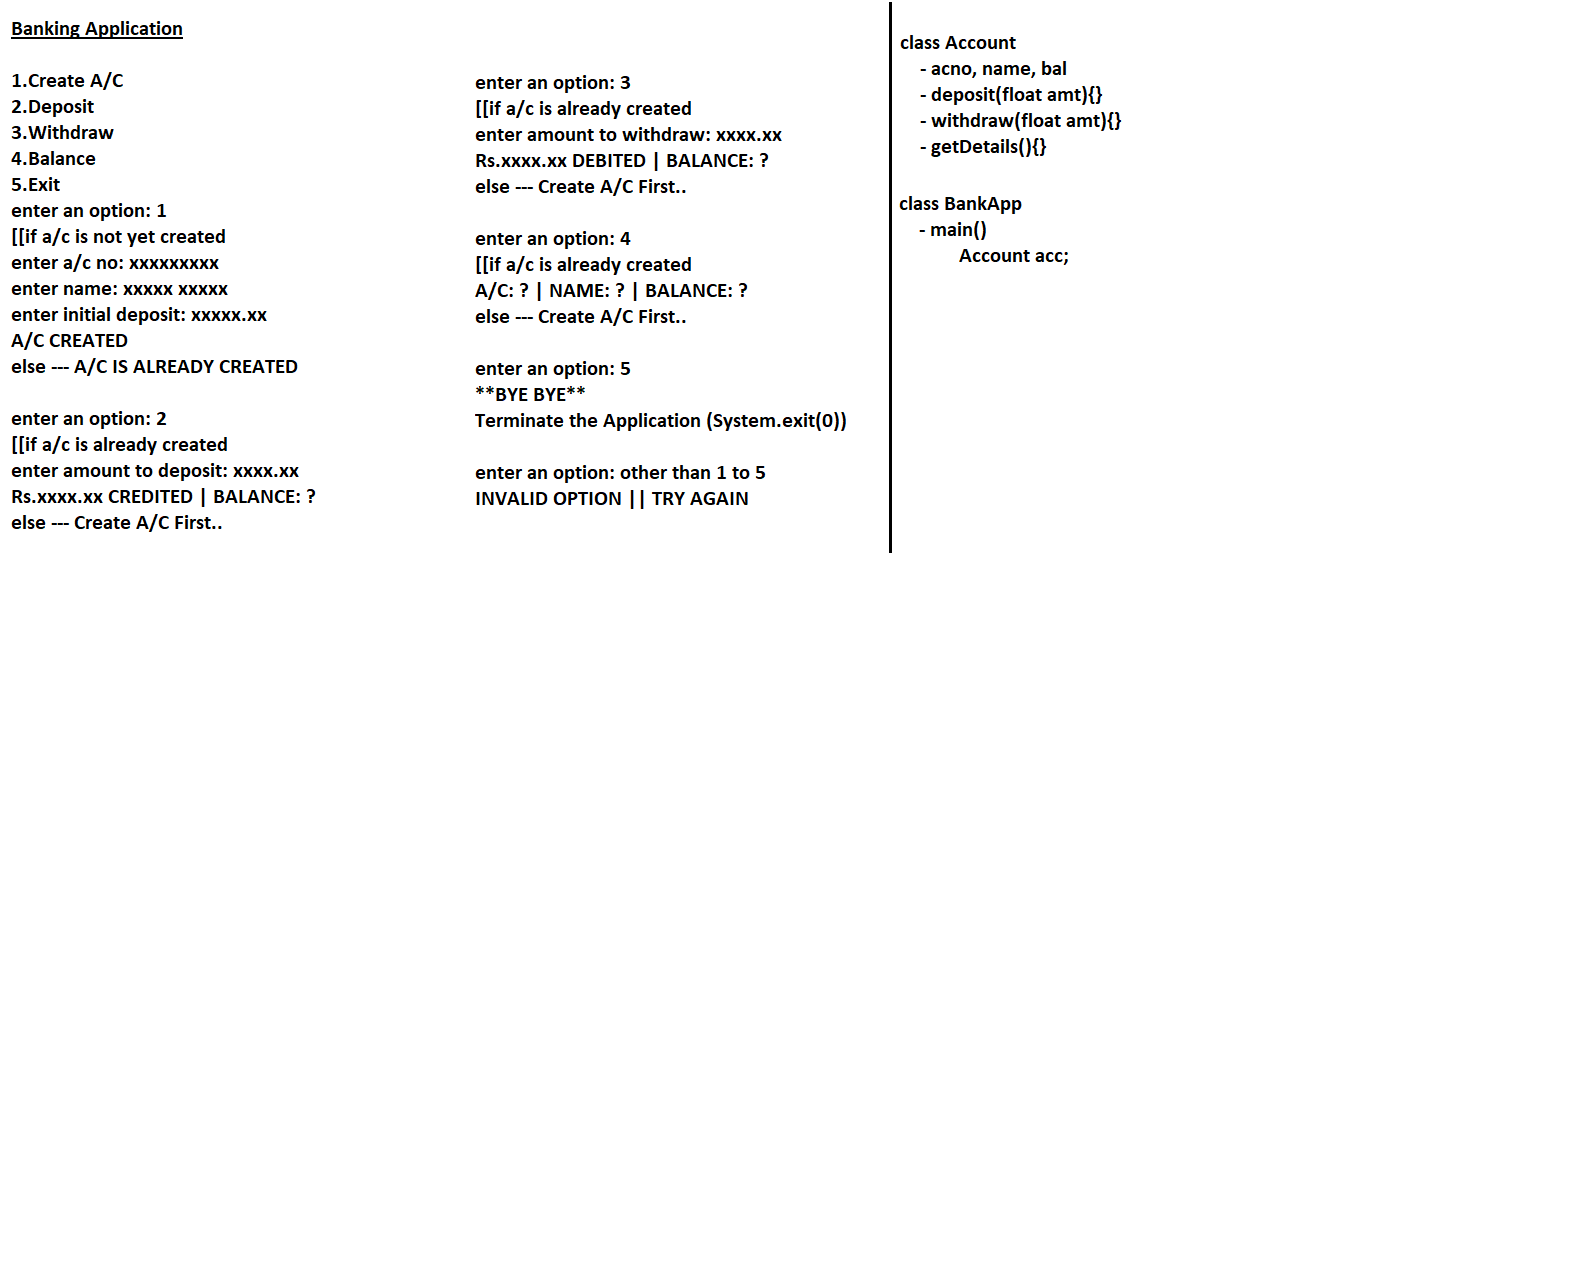 Banking Application
1.Create A/C
2.Deposit
3.Withdraw
4.Balance
5.Exit
enter an option: 1
[[if a/c is not yet created
enter a/c no: xxxxxxxxx
enter name: xxxxx xxxxx
enter initial deposit: xxxxx.xx
A/C CREATED
else --- A/C IS ALREADY CREATED
enter an option: 2
[[if a/c is already created
enter amount to deposit: xxxx.xx
Rs.xxxx.xx CREDITED | BALANCE: ?
else --- Create A/C First..
enter an option: 3
[[if a/c is already created
enter amount to withdraw: xxxx.xx
Rs.xxxx.xx DEBITED | BALANCE: ?
else --- Create A/C First..
enter an option: 4
[[if a/c is already created
A/C: ? | NAME: ? | BALANCE: ?
else --- Create A/C First..
enter an option: 5
**BYE BYE**
Terminate the Application (System.exit(0))
enter an option: other than 1 to 5
INVALID OPTION || TRY AGAIN
class Account
- acno, name, bal
- deposit(float amt){}
- withdraw(float amt){}
- getDetails(){}
class BankApp
- main()
Account acc;